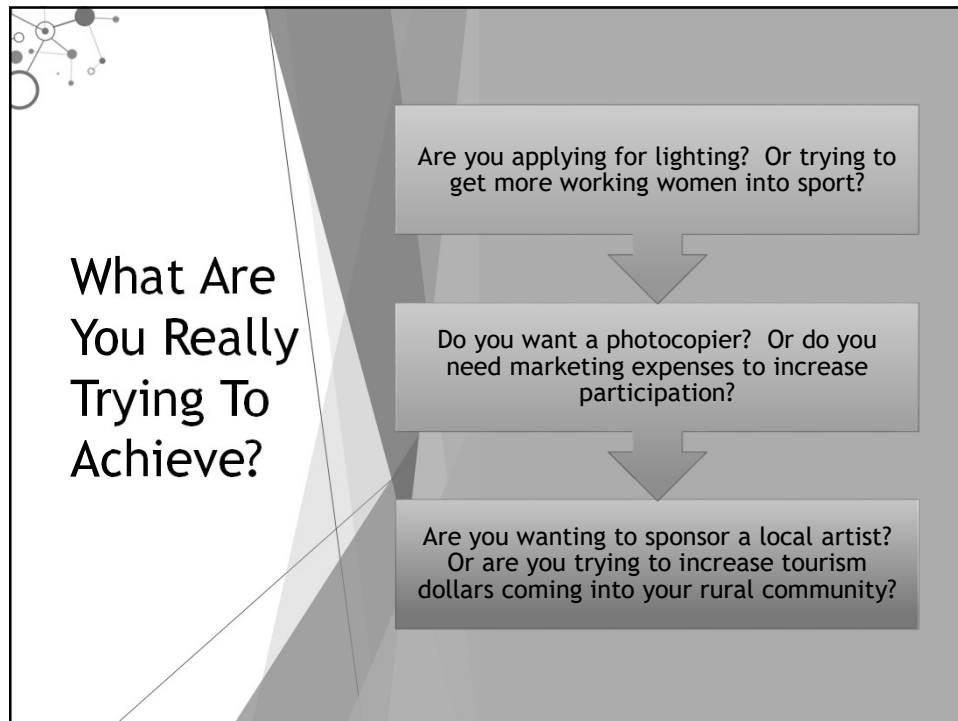 What Are
You Really
Trying To
Achieve?
Are you applying for lighting?  Or trying to
get more working women into sport?
Do you want a photocopier?  Or do you
need marketing expenses to increase
participation?
Are you wanting to sponsor a local artist?
Or are you trying to increase tourism
dollars coming into your rural community?